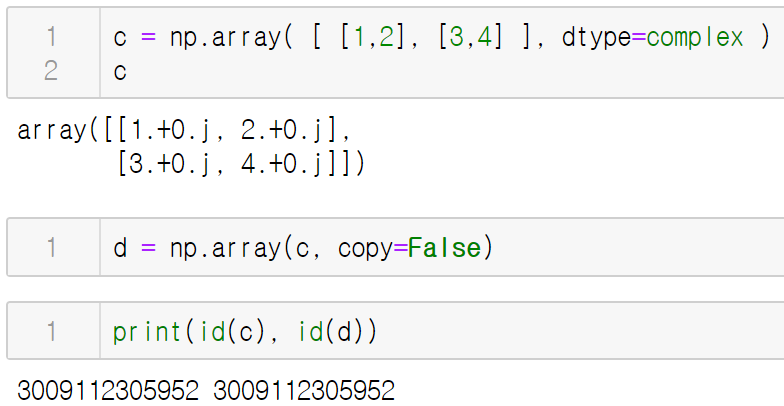 1 c = np.array( [ [1,2], [3,4] ], dtype=complex )
2 c
array([[1.+0.j, 2.+0.j],
[3.+0.j, 4.+0.j]])
1 d = np.array(c, copy=False)
1 print(id(c), id(d))
3009112305952 3009112305952